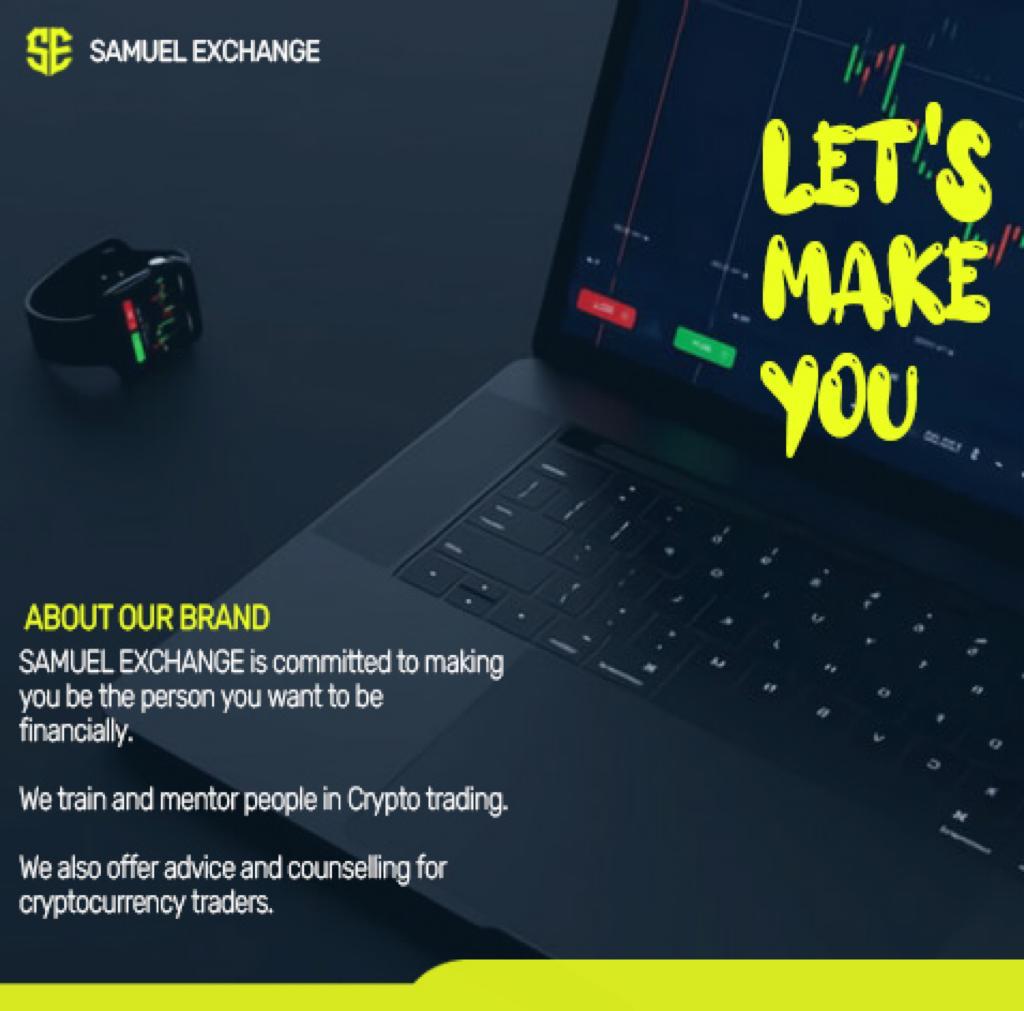 SE
SAMUEL EXCHANGE
LET'S
MAKE
YOU
ABOUT OUR BRAND
SAMUEL EXCHANGE is committed to making
you be the person you want to be
financially.
We train and mentor people in Crypto trading.
We also offer advice and counselling for
cryptocurrency traders.